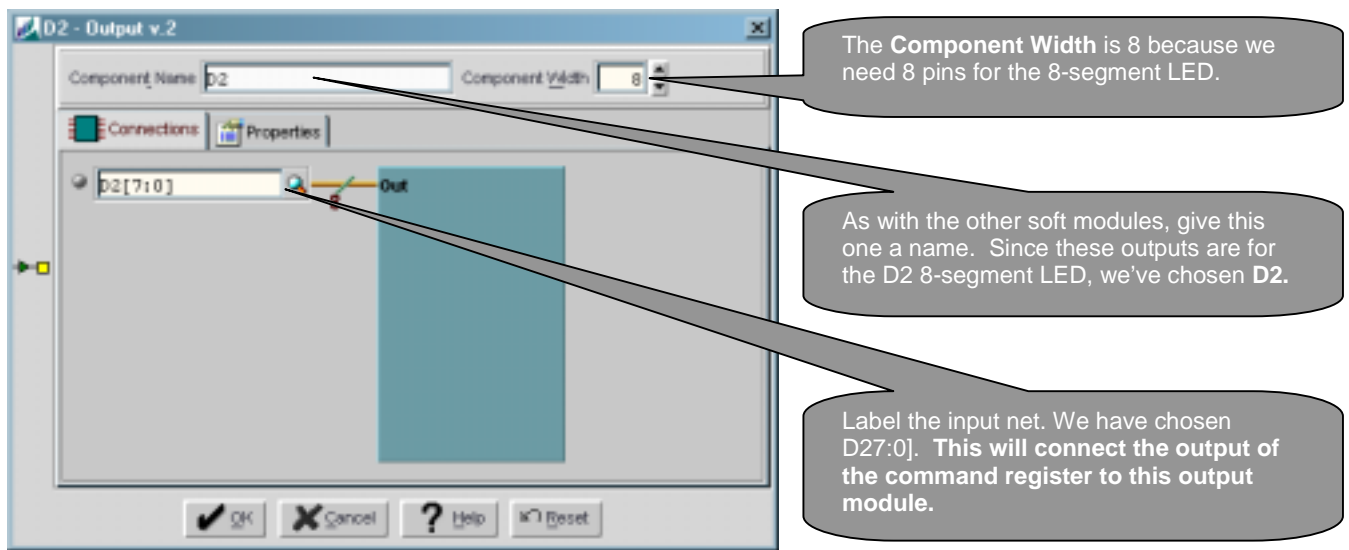 D2 - Output v.2
Component Name D2 Component Width 8
Connections Properties
D2[7:0] 8 Out
OK Cancel ? Help Reset
The Component Width is 8 because we
need 8 pins for the 8-segment LED.
As with the other soft modules, give this
one a name. Since these outputs are for
the D2 8-segment LED, we’ve chosen D2.
Label the input net. We have chosen
D27:0]. This will connect the output of
the command register to this output
module.